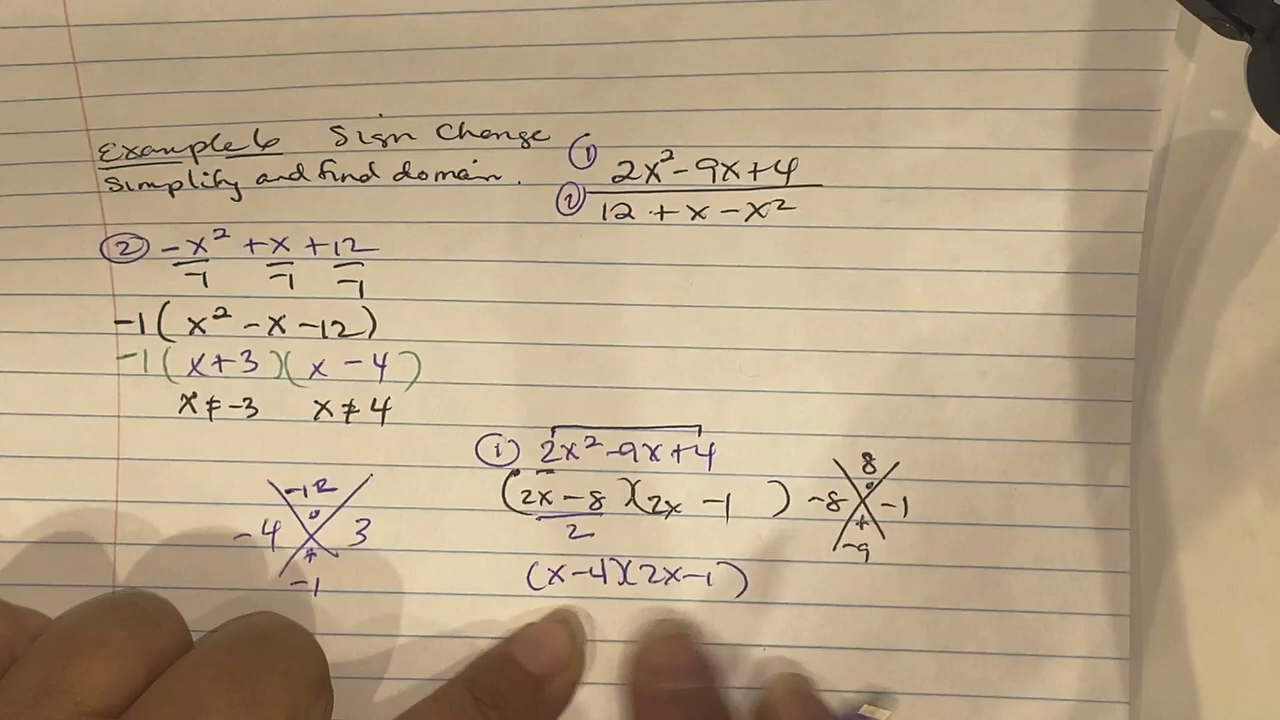 Example 6 Sign Change
Simplify and find domain.
① 2x² - 9x + 4
② 12 + x - x²
② -x² + x + 12
-1 -1 -1
-1(x² - x - 12)
-1(x + 3)(x - 4)
x ≠ -3 x ≠ 4
① 2x² - 9x + 4
(2x - 8)(2x - 1)
2
(x - 4)(2x - 1)
-12
-4 3
+
-1
8
-8 -1
+
-9